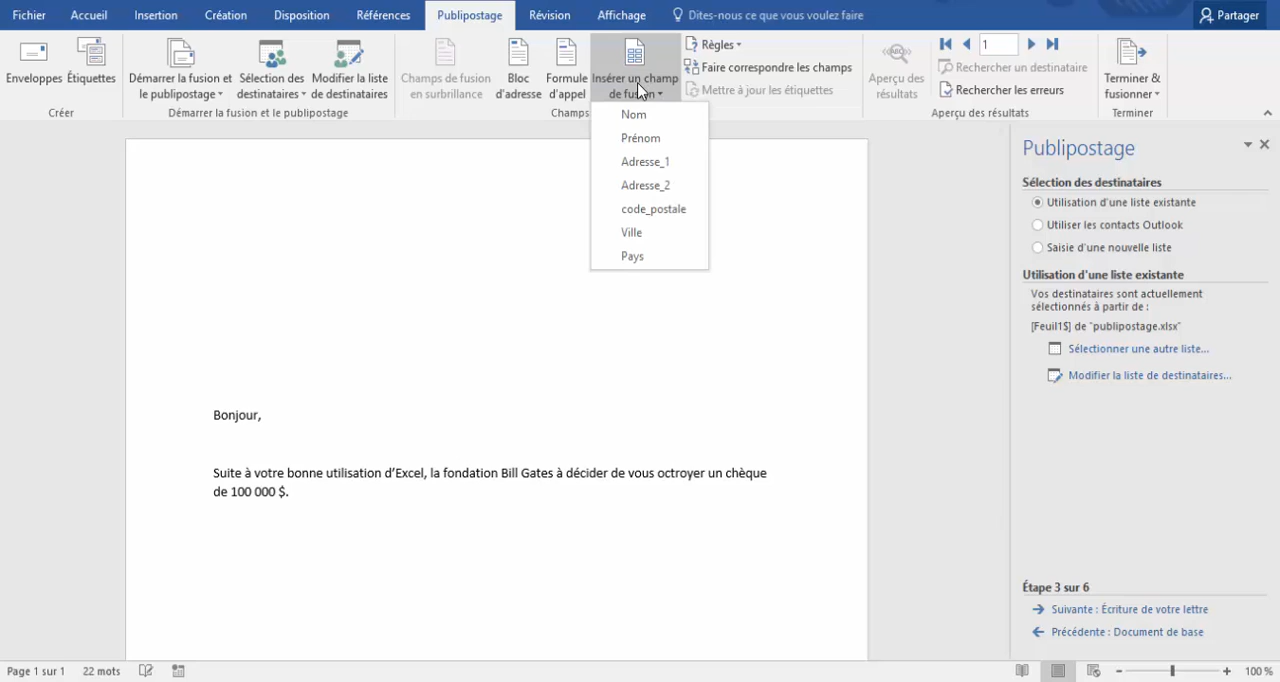 Fichier Accueil Insertion Création Disposition Références Publipostage Révision Affichage Dites-nous ce que vous voulez faire Partager
Enveloppes Étiquettes
Créer
Démarrer la fusion et le publipostage
Sélection des destinataires
Modifier la liste de destinataires
Démarrer la fusion et le publipostage
Champs de fusion en surbrillance
Bloc d'adresse
Formule d'appel
Insérer un champ de fusion
Règles
Faire correspondre les champs
Mettre à jour les étiquettes
Champs
1
Aperçu des résultats
Rechercher un destinataire
Rechercher les erreurs
Aperçu des résultats
Terminer & fusionner
Terminer
Nom
Prénom
Adresse_1
Adresse_2
code_postale
Ville
Pays
Bonjour,
Suite à votre bonne utilisation d'Excel, la fondation Bill Gates à décider de vous octroyer un chèque
de 100 000 $.
Publipostage
Sélection des destinataires
Utilisation d'une liste existante
Utiliser les contacts Outlook
Saisie d'une nouvelle liste
Utilisation d'une liste existante
Vos destinataires sont actuellement
sélectionnés à partir de :
[Feuil1$] de "publipostage.xlsx"
Sélectionner une autre liste...
Modifier la liste de destinataires...
Étape 3 sur 6
Suivante : Écriture de votre lettre
Précédente : Document de base
Page 1 sur 1 22 mots 100 %